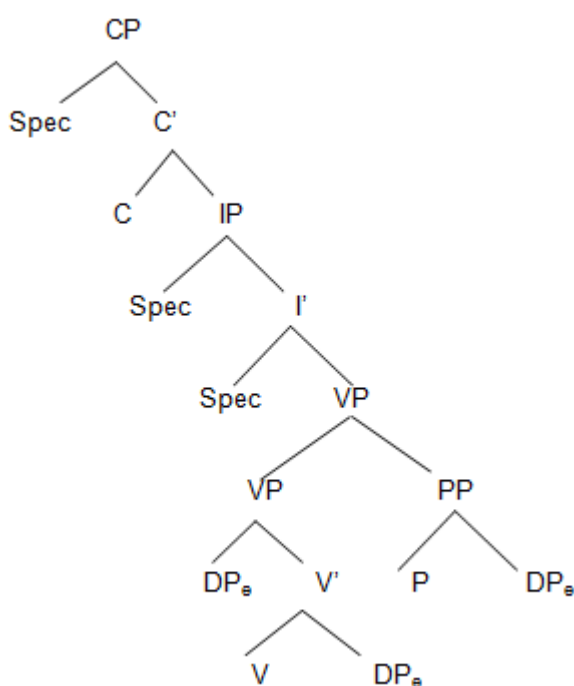 CP
Spec C’
C IP
Spec I’
Spec VP
VP PP
DPe V’ P DPe
V DPe